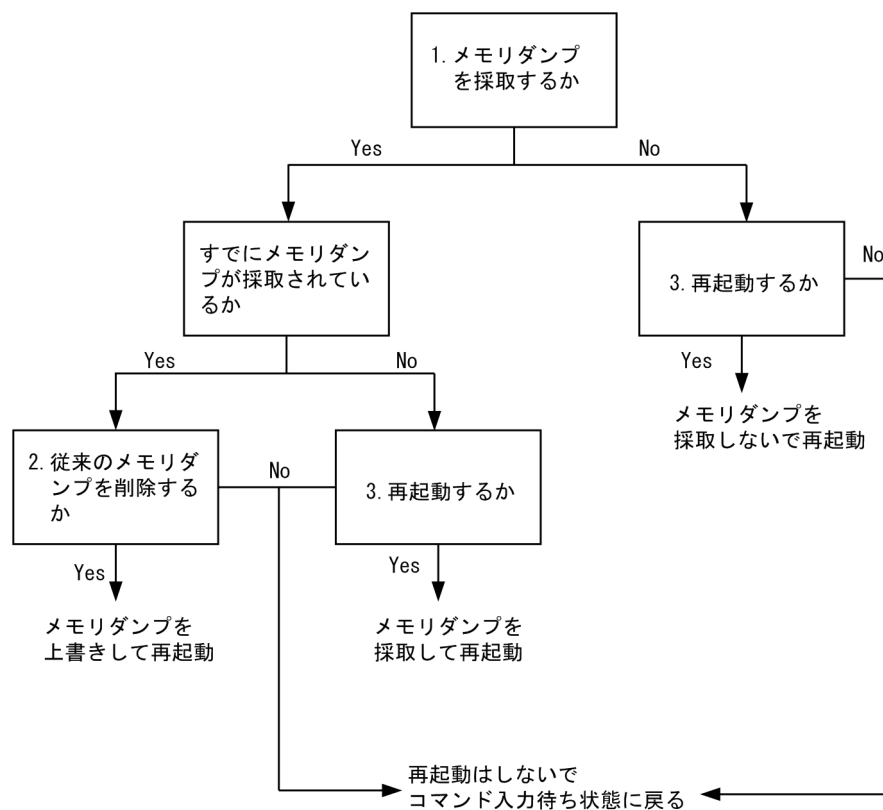 1. メモリダンプ
を採取するか
Yes
No
すでにメモリダン
プが採取されてい
るか
3. 再起動するか
No
Yes
No
Yes
メモリダンプを
採取しないで再起動
2. 従来のメモリダ
ンプを削除する
か
No
3. 再起動するか
Yes
Yes
メモリダンプを
上書きして再起動
メモリダンプを
採取して再起動
再起動はしないで
コマンド入力待ち状態に戻る